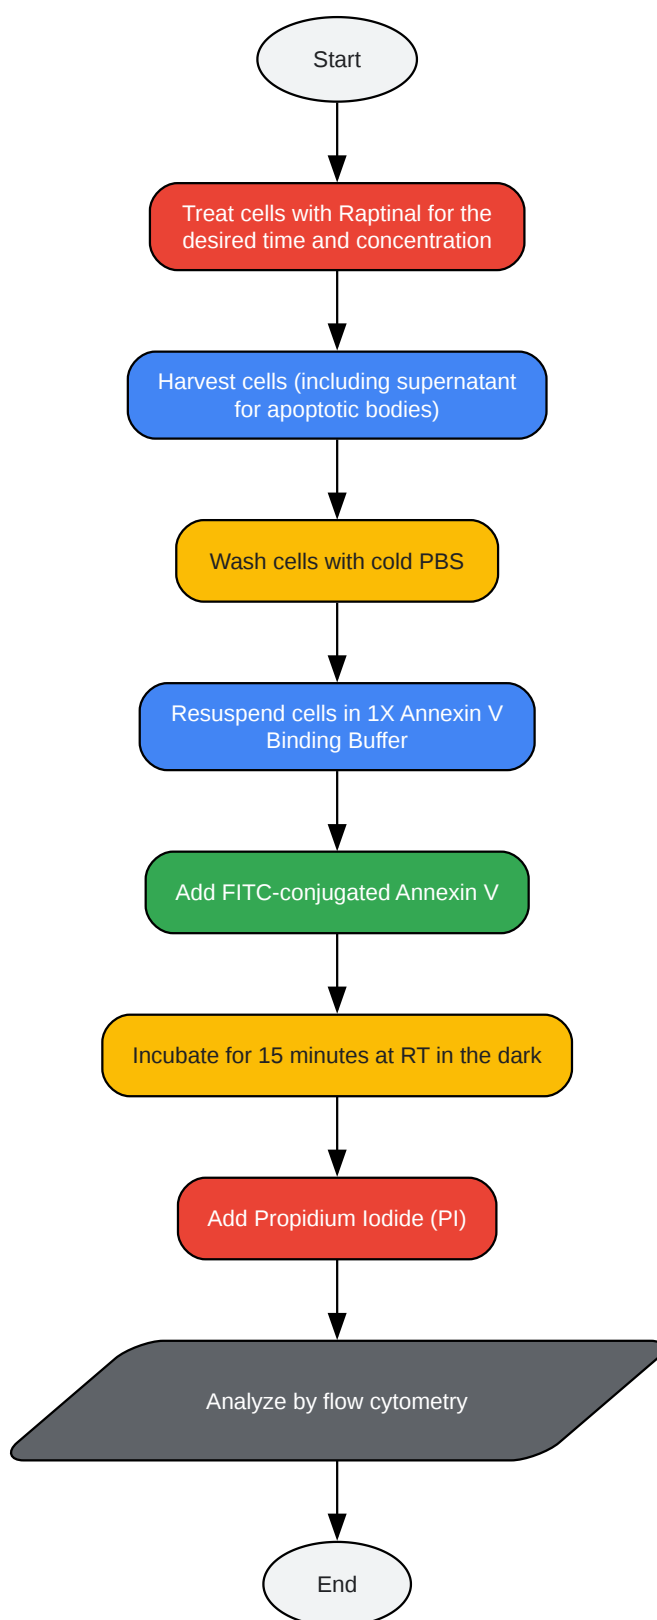 Start
Treat cells with Raptinal for the
desired time and concentration
Harvest cells (including supernatant
for apoptotic bodies)
Wash cells with cold PBS
Resuspend cells in 1X Annexin V
Binding Buffer
Add FITC-conjugated Annexin V
Incubate for 15 minutes at RT in the dark
Add Propidium Iodide (PI)
Analyze by flow cytometry
End